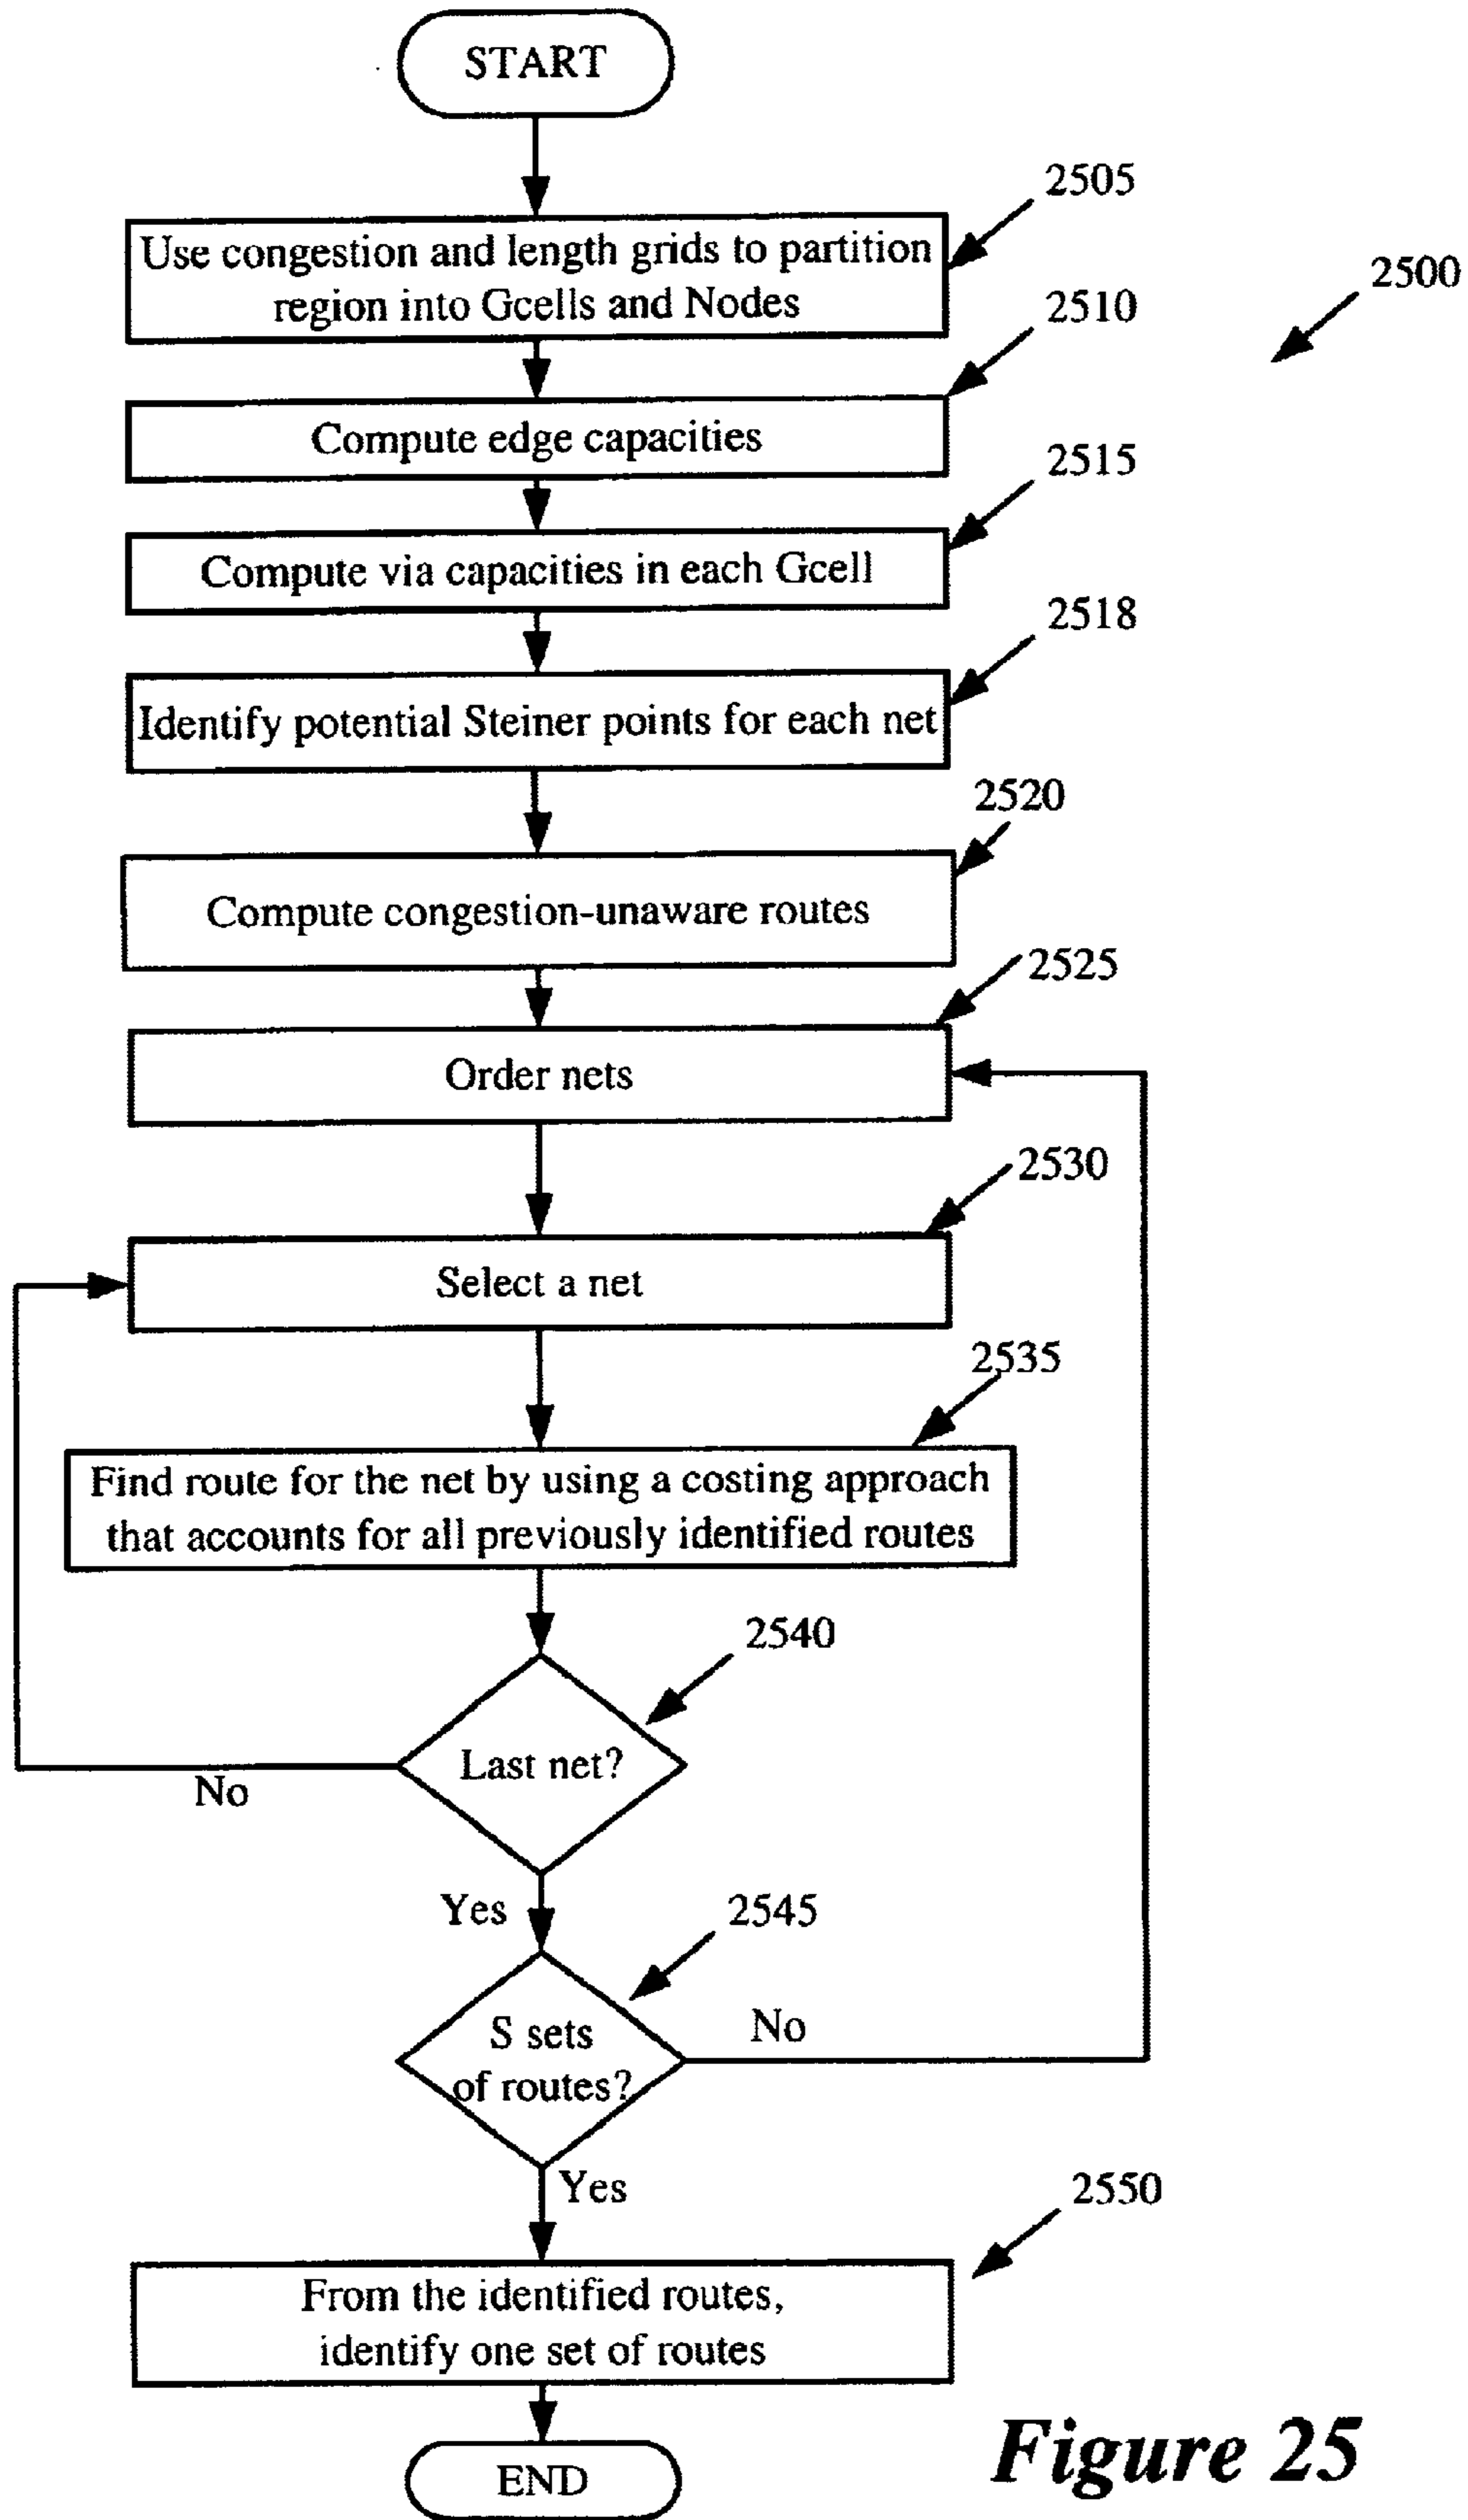 START
2505
Use congestion and length grids to partition
region into Gcells and Nodes
2500
2510
Compute edge capacities
2515
Compute via capacities in each Gcell
2518
Identify potential Steiner points for each net
2520
Compute congestion-unaware routes
2525
Order nets
2530
Select a net
2535
Find route for the net by using a costing approach
that accounts for all previously identified routes
2540
Last net?
No
Yes
2545
S sets
of routes?
No
Yes
2550
From the identified routes,
identify one set of routes
END
Figure 25